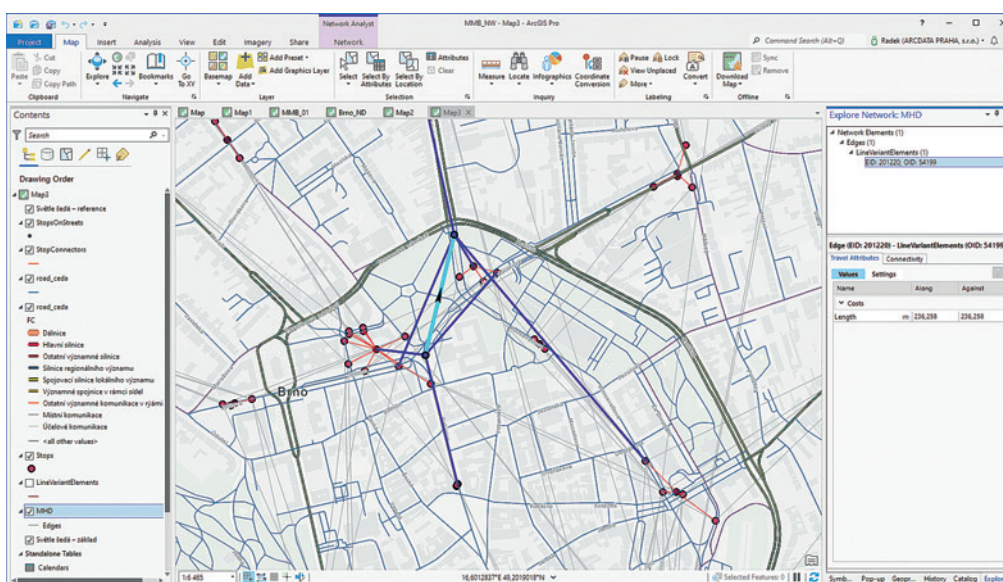 Network Analyst
MMB_NW - Map3 - ArcGIS Pro
Project Map Insert Analysis View Edit Imagery Share Network
Command Search (Alt+Q)
Radek (ARCDATA PRAHA, s.r.o.)
Paste
Cut
Copy
Copy Path
Clipboard
Explore
Bookmarks
Go To XY
Navigate
Basemap
Add Data
Add Preset
Add Graphics Layer
Layer
Select
Select By Attributes
Select By Location
Attributes
Clear
Selection
Measure
Locate
Infographics
Coordinate Conversion
Inquiry
Pause Lock
View Unplaced
More
Convert
Labeling
Download Map
Sync
Remove
Offline
Contents
Search
Drawing Order
Map3
Světle šedá – reference
StopsOnStreets
StopConnectors
road_ceda
road_ceda
FC
Dálnice
Hlavní silnice
Ostatní významné silnice
Silnice regionálního významu
Spojovací silnice lokálního významu
Významné spojnice v rámci sídel
Ostatní významné komunikace v rýámi
Místní komunikace
Účelové komunikace
<all other values>
Stops
LineVariantElements
MHD
Edges
Světle šedá – základ
Standalone Tables
Calenders
Map Map1 MMB_01 Brno_ND Map2 Map3
Brno
1:6 465
16,6012837°E 49,2019018°N
Selected Features: 0
Explore Network: MHD
Network Elements (1)
Edges (1)
LineVariantElements (1)
EID: 201220; OID: 54199
Edge (EID: 201220) - LineVariantElements (OID: 54199
Travel Attributes Connectivity
Values Settings
Name Along Against
Costs
Length m 236,258 236,258
Symb... Pop-up Geopr... History Catalog Explor